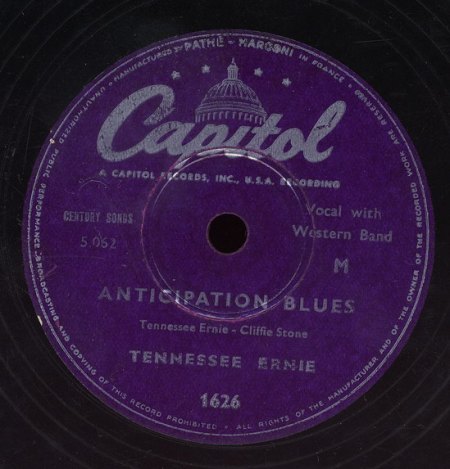 MANUFACTURED BY PATHÉ - MARCONI IN FRANCE • ALL RIGHTS OF THE MANUFACTURER AND OF THE OWNER OF THE RECORDED WORK ARE RESERVED
UNAUTHORIZED PUBLIC PERFORMANCE BROADCASTING AND COPYING OF THIS RECORD PROHIBITED
Capitol
A CAPITOL RECORDS, INC., U.S.A. RECORDING
CENTURY SONGS
5.062
Vocal with
Western Band
M
ANTICIPATION BLUES
Tennessee Ernie - Cliffie Stone
TENNESSEE ERNIE
1626